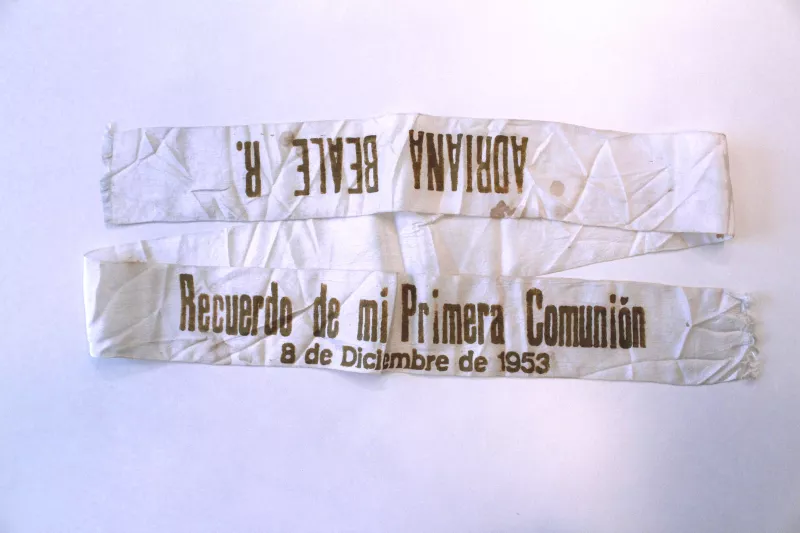 ADRIANA BEALE R.
Recuerdo de mi Primera Comunión
8 de Diciembre de 1953